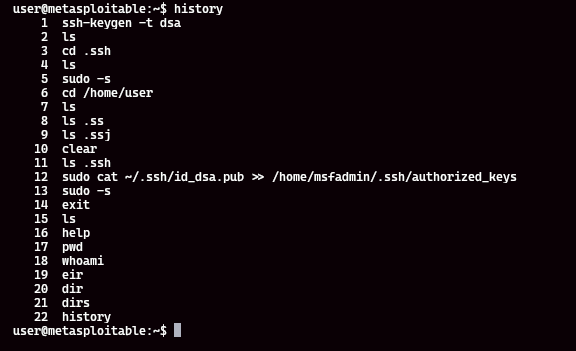 user@metasploitable:~$ history
1 ssh-keygen -t dsa
2 ls
3 cd .ssh
4 ls
5 sudo -s
6 cd /home/user
7 ls
8 ls .ss
9 ls .ssj
10 clear
11 ls .ssh
12 sudo cat ~/.ssh/id_dsa.pub >> /home/msfadmin/.ssh/authorized_keys
13 sudo -s
14 exit
15 ls
16 help
17 pwd
18 whoami
19 eir
20 dir
21 dirs
22 history
user@metasploitable:~$